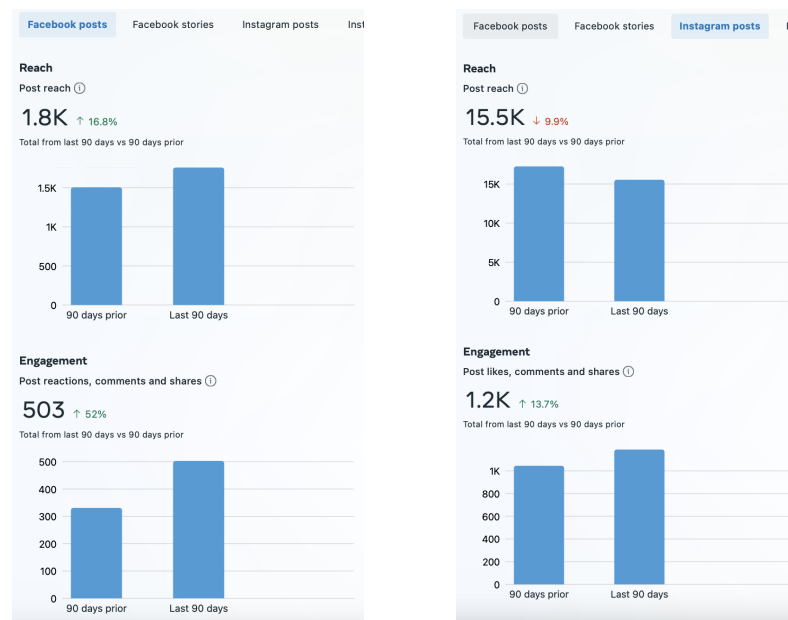 Facebook posts Facebook stories Instagram posts Inst
Reach
Post reach
1.8K ↑ 16.8%
Total from last 90 days vs 90 days prior
1.5K
1K
500
0
90 days prior Last 90 days
Engagement
Post reactions, comments and shares
503 ↑ 52%
Total from last 90 days vs 90 days prior
500
400
300
200
100
0
90 days prior Last 90 days
Facebook posts Facebook stories Instagram posts
Reach
Post reach
15.5K ↓ 9.9%
Total from last 90 days vs 90 days prior
15K
10K
5K
0
90 days prior Last 90 days
Engagement
Post likes, comments and shares
1.2K ↑ 13.7%
Total from last 90 days vs 90 days prior
1K
800
600
400
200
0
90 days prior Last 90 days